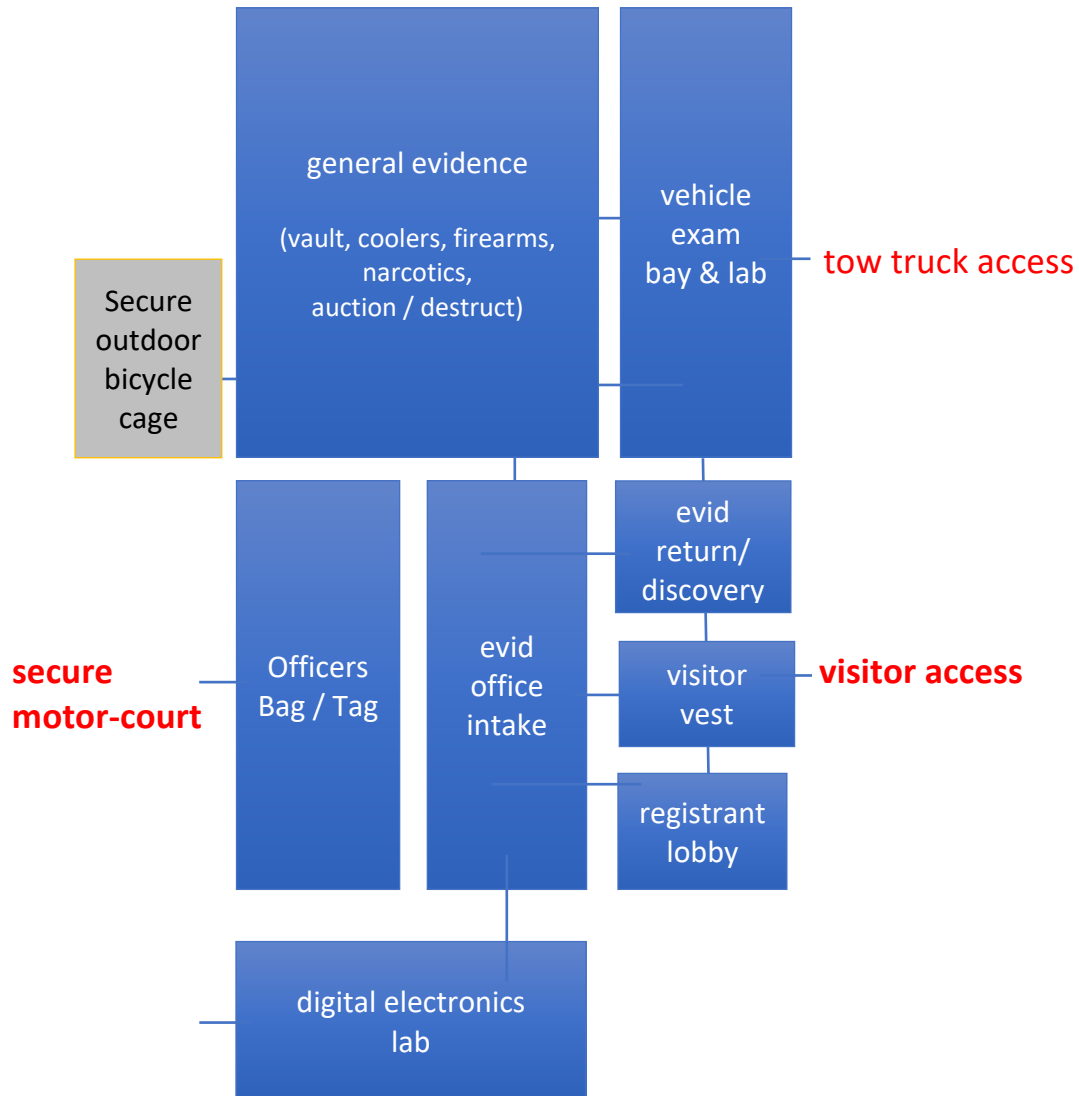 general evidence
(vault, coolers, firearms,
narcotics,
auction / destruct)
vehicle
exam
bay & lab
tow truck access
Secure
outdoor
bicycle
cage
evid
return/
discovery
secure
motor-court
Officers
Bag / Tag
evid
office
intake
visitor
vest
visitor access
registrant
lobby
digital electronics
lab